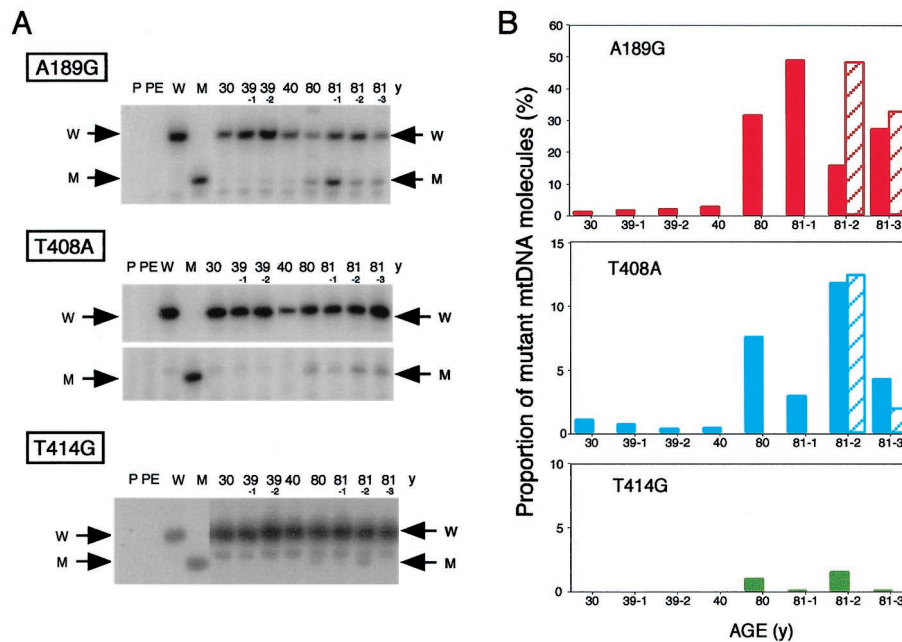 A
A189G
P PE W M 30 39 39 40 80 81 81 81 y
-1 -2 -1 -2 -3
W W
M M
T408A
P PE W M 30 39 39 40 80 81 81 81 y
-1 -2 -1 -2 -3
W W
M M
T414G
P PE W M 30 39 39 40 80 81 81 81 y
-1 -2 -1 -2 -3
W W
M M
B
Proportion of mutant mtDNA molecules (%)
A189G
60
50
40
30
20
10
0
30 39-1 39-2 40 80 81-1 81-2 81-3
T408A
15
10
5
0
30 39-1 39-2 40 80 81-1 81-2 81-3
T414G
10
5
0
30 39-1 39-2 40 80 81-1 81-2 81-3
AGE (y)